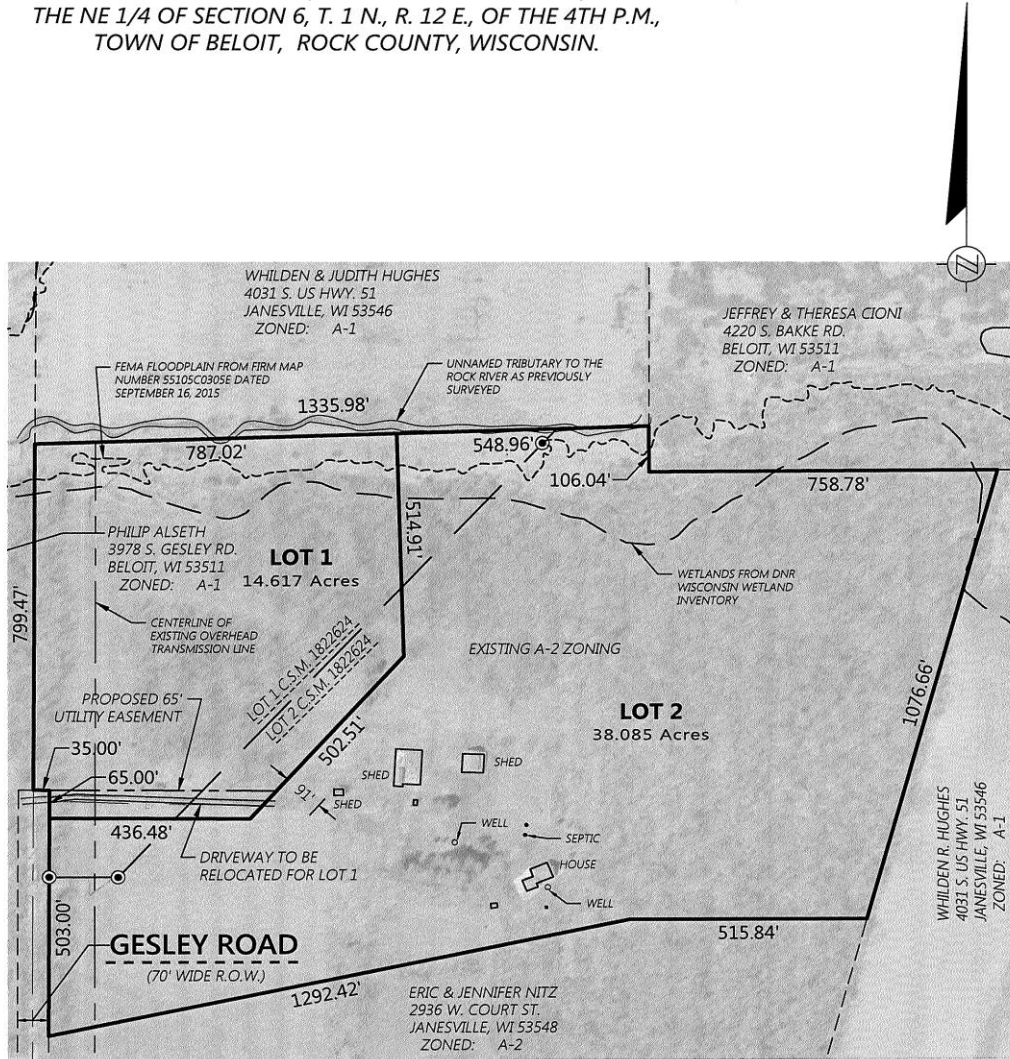 THE NE 1/4 OF SECTION 6, T. 1 N., R. 12 E., OF THE 4TH P.M.,
TOWN OF BELOIT, ROCK COUNTY, WISCONSIN.
N
WHILDEN & JUDITH HUGHES
4031 S. US HWY. 51
JANESVILLE, WI 53546
ZONED: A-1
JEFFREY & THERESA CIONI
4220 S. BAKKE RD.
BELOIT, WI 53511
ZONED: A-1
FEMA FLOODPLAIN FROM FIRM MAP
NUMBER 55105C0305E DATED
SEPTEMBER 16, 2015
UNNAMED TRIBUTARY TO THE
ROCK RIVER AS PREVIOUSLY
SURVEYED
1335.98'
787.02'
548.96'
106.04'
758.78'
514.91'
PHILIP ALSETH
3978 S. GESLEY RD.
BELOIT, WI 53511
ZONED: A-1
LOT 1
14.617 Acres
WETLANDS FROM DNR
WISCONSIN WETLAND
INVENTORY
799.47'
CENTERLINE OF
EXISTING OVERHEAD
TRANSMISSION LINE
LOT 1 C.S.M. 1822624
LOT 2 C.S.M. 1822624
EXISTING A-2 ZONING
1076.66'
PROPOSED 65'
UTILITY EASEMENT
LOT 2
38.085 Acres
502.51'
35.00'
65.00'
SHED
SHED
91'
SHED
436.48'
WELL
SEPTIC
HOUSE
WELL
DRIVEWAY TO BE
RELOCATED FOR LOT 1
WHILDEN R. HUGHES
4031 S. US HWY. 51
JANESVILLE, WI 53546
ZONED: A-1
503.00'
GESLEY ROAD
(70' WIDE R.O.W.)
515.84'
1292.42'
ERIC & JENNIFER NITZ
2936 W. COURT ST.
JANESVILLE, WI 53548
ZONED: A-2